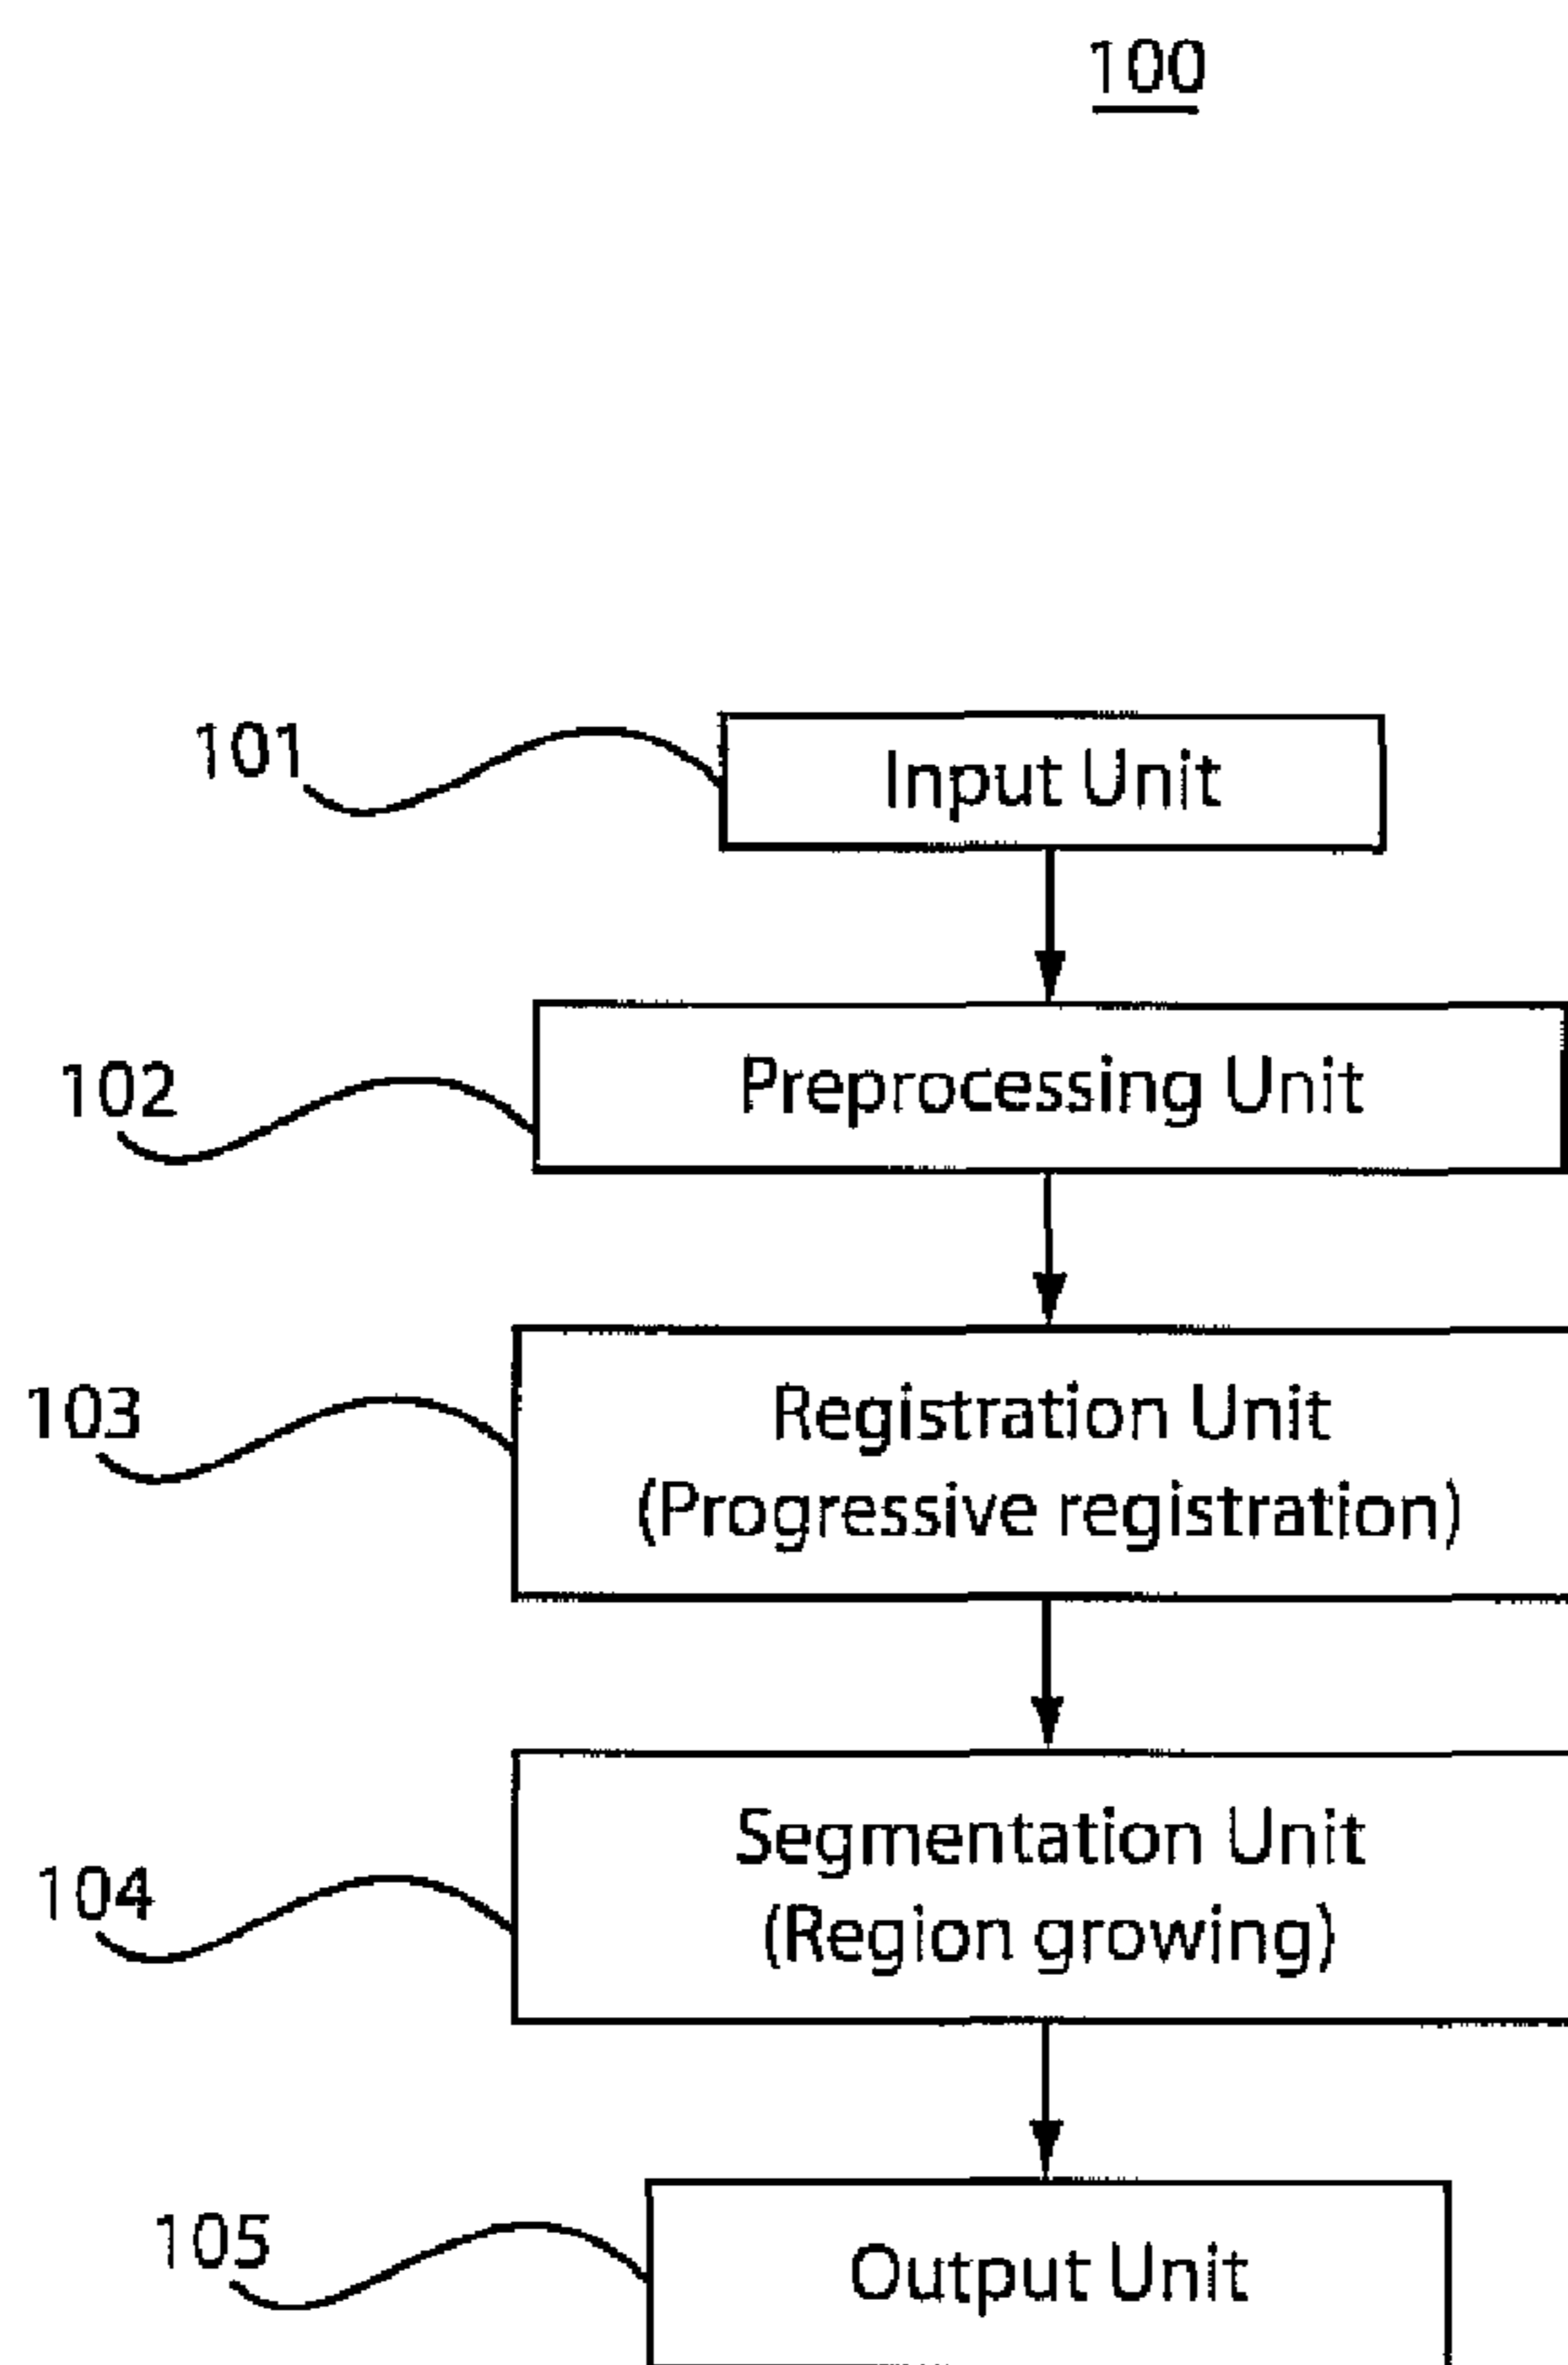 100
101
Input Unit
102
Preprocessing Unit
103
Registration Unit
(Progressive registration)
104
Segmentation Unit
(Region growing)
105
Output Unit